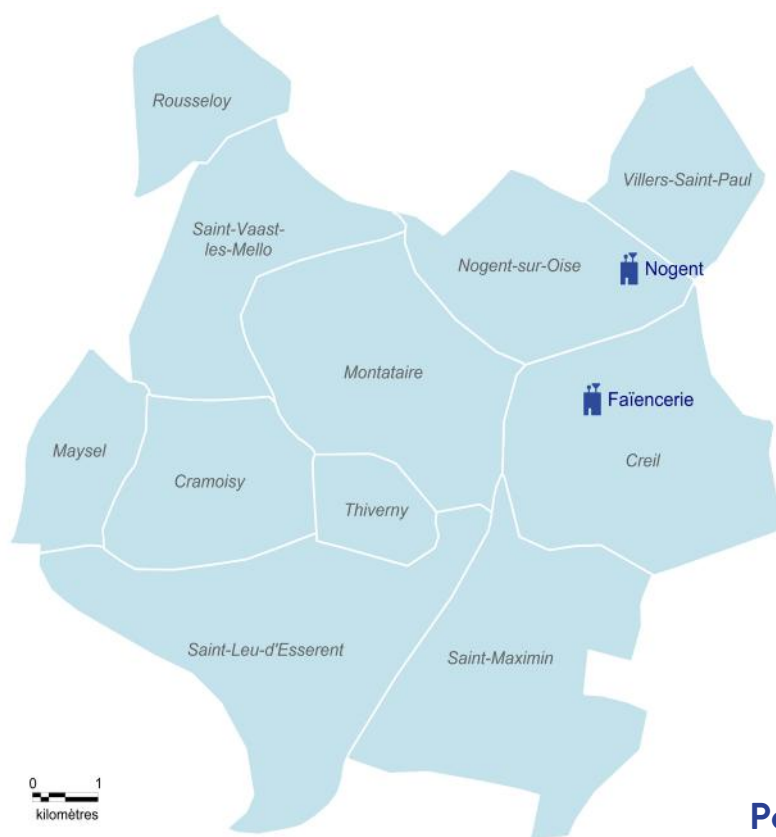 Rousseloy
Villers-Saint-Paul
Saint-Vaast-
les-Mello
Nogent-sur-Oise
Nogent
Montataire
Faïencerie
Maysel
Cramoisy
Creil
Thiverny
Saint-Leu-d'Esserent
Saint-Maximin
0 1
kilomètres